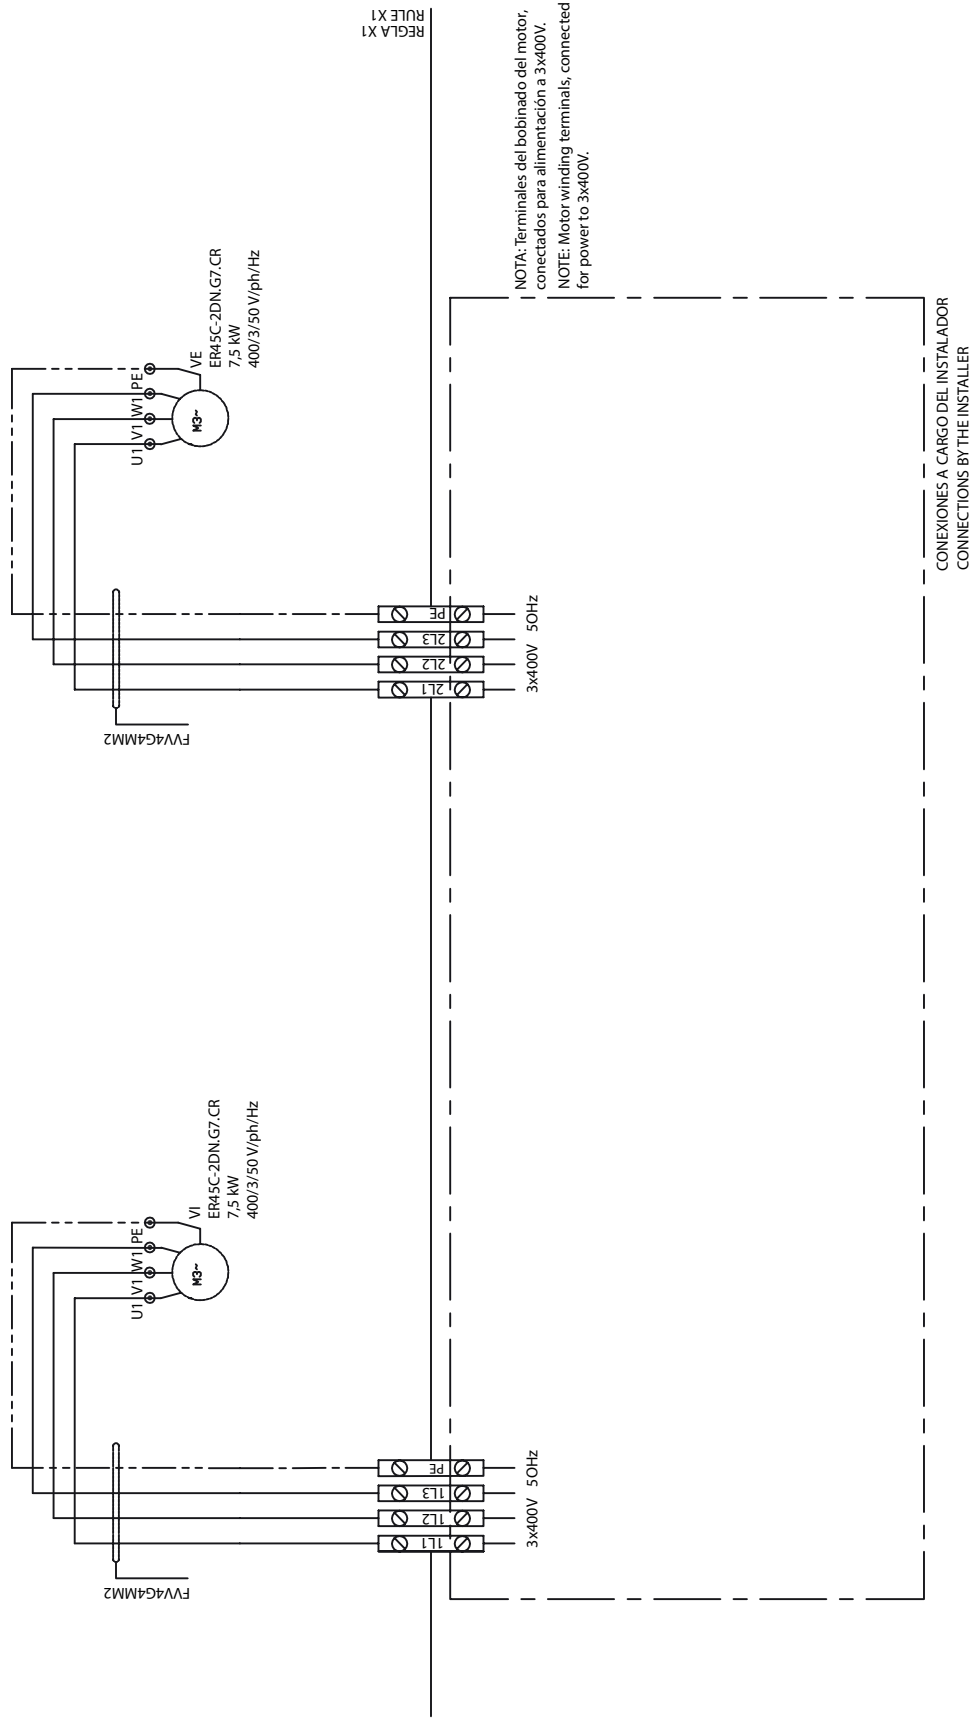 REGLA X1
RULE X1
FVV4G4MM2
U1 V1 W1 PE
M3~
VI
ER45C-2DN.G7.CR
7,5 kW
400/3/50 V/ph/Hz
1L1 1L2 1L3 PE
3x400V 50Hz
FVV4G4MM2
U1 V1 W1 PE
M3~
VE
ER45C-2DN.G7.CR
7,5 kW
400/3/50 V/ph/Hz
2L1 2L2 2L3 PE
3x400V 50Hz
NOTA: Terminales del bobinado del motor,
conectados para alimentación a 3x400V.
NOTE: Motor winding terminals, connected
for power to 3x400V.
CONEXIONES A CARGO DEL INSTALADOR
CONNECTIONS BY THE INSTALLER